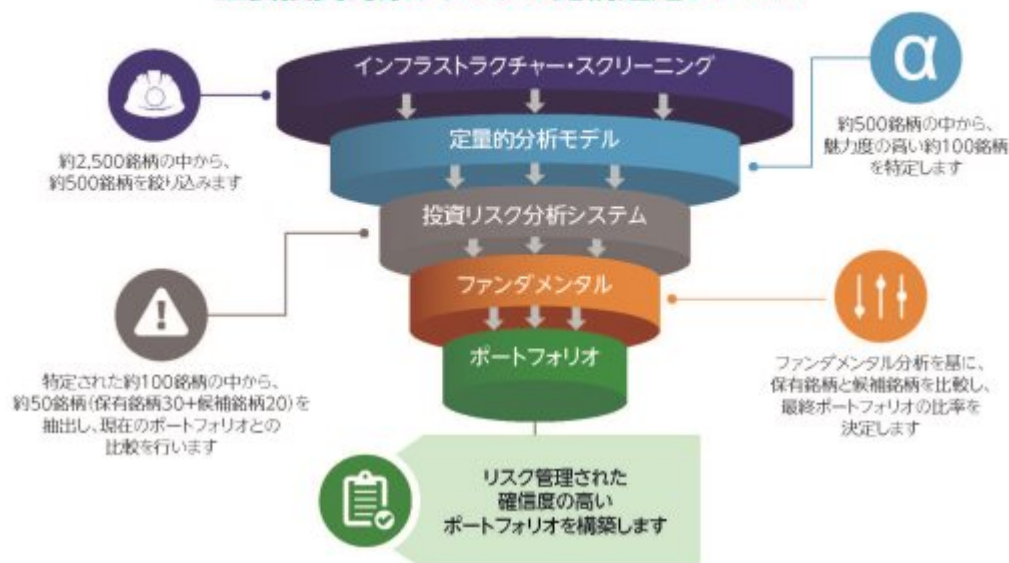 インフラストラクチャー・スクリーニング
α
定量的分析モデル
約2,500銘柄の中から、
約500銘柄を絞り込みます
約500銘柄の中から、
魅力度の高い約100銘柄
を特定します
投資リスク分析システム
ファンダメンタル
ポートフォリオ
特定された約100銘柄の中から、
約50銘柄(保有銘柄30+候補銘柄20)を
抽出し、現在のポートフォリオとの
比較を行います
ファンダメンタル分析を基に、
保有銘柄と候補銘柄を比較し、
最終ポートフォリオの比率を
決定します
リスク管理された
確信度の高い
ポートフォリオを構築します